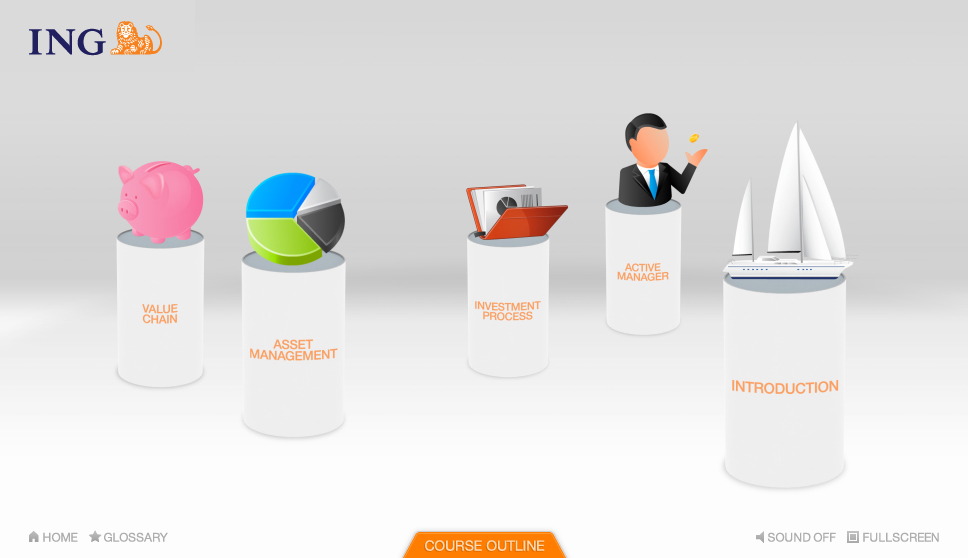 ING
VALUE
CHAIN
ASSET
MANAGEMENT
INVESTMENT
PROCESS
ACTIVE
MANAGER
INTRODUCTION
HOME
GLOSSARY
COURSE OUTLINE
SOUND OFF
FULLSCREEN